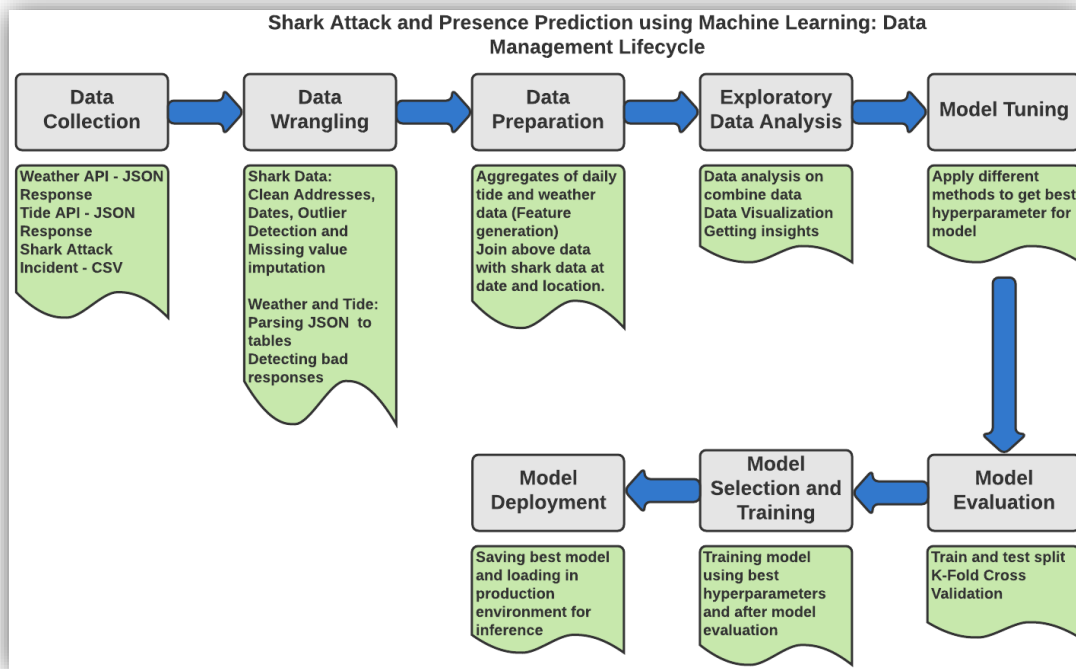 Shark Attack and Presence Prediction using Machine Learning: Data
Management Lifecycle
Data
Collection
Weather API - JSON
Response
Tide API - JSON
Response
Shark Attack
Incident - CSV
Data
Wrangling
Shark Data:
Clean Addresses,
Dates, Outlier
Detection and
Missing value
imputation
Weather and Tide:
Parsing JSON to
tables
Detecting bad
responses
Data
Preparation
Aggregates of daily
tide and weather
data (Feature
generation)
Join above data
with shark data at
date and location.
Exploratory
Data Analysis
Data analysis on
combine data
Data Visualization
Getting insights
Model Tuning
Apply different
methods to get best
hyperparameter for
model
Model
Evaluation
Train and test split
K-Fold Cross
Validation
Model
Selection and
Training
Training model
using best
hyperparameters
and after model
evaluation
Model
Deployment
Saving best model
and loading in
production
environment for
inference